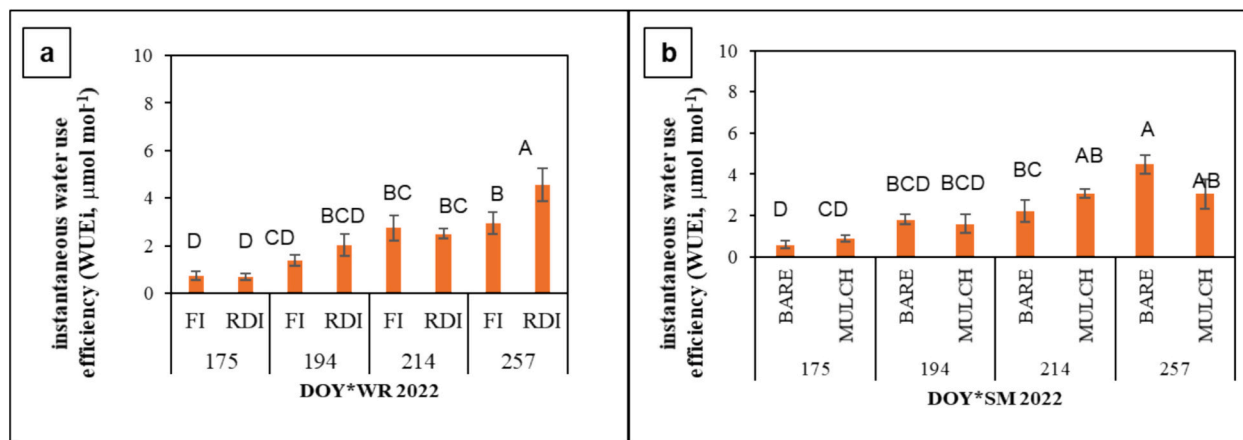 a
instantaneous water use
efficiency (WUEi, µmol mol⁻¹)
10
8
6
4
2
0
D D CD BCD BC BC B A
FI RDI FI RDI FI RDI FI RDI
175 194 214 257
DOY*WR 2022
b
instantaneous water use
efficiency (WUEi, µmol mol⁻¹)
10
8
6
4
2
0
D CD BCD BCD BC AB A AB
BARE MULCH BARE MULCH BARE MULCH BARE MULCH
175 194 214 257
DOY*SM 2022